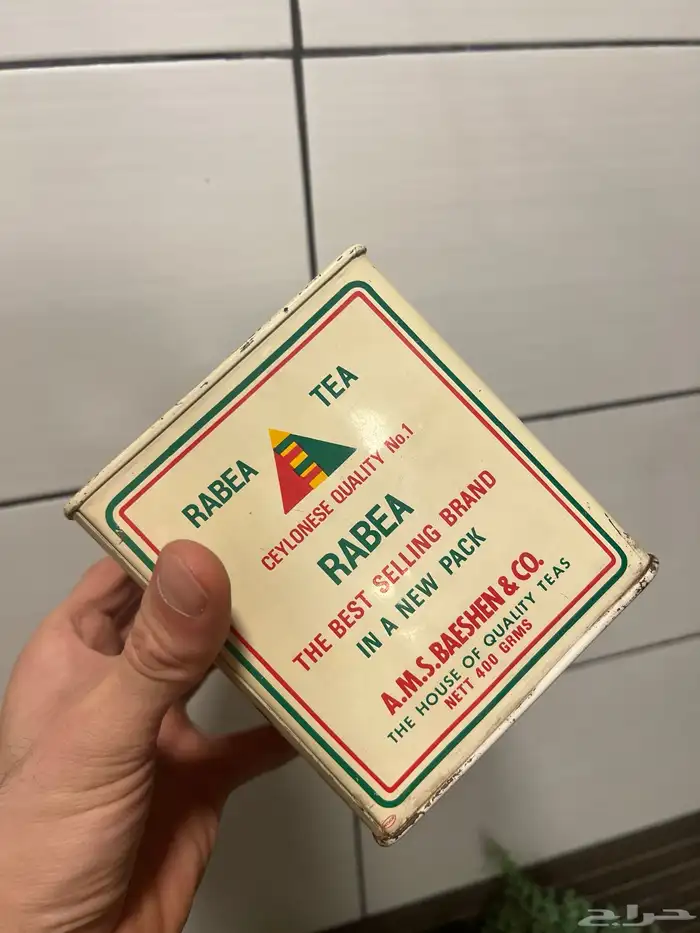 RABEA TEA
CEYLONESE QUALITY No.1
RABEA
THE BEST SELLING BRAND
IN A NEW PACK
A.M.S. BAESHEN & CO.
THE HOUSE OF QUALITY TEAS
NETT 400 GRMS
حراج